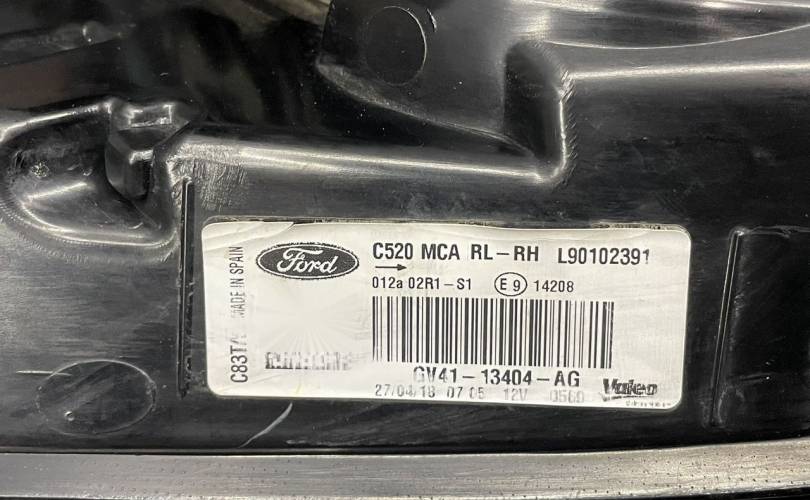 Ford
C520 MCA RL-RH L90102391
012a 02R1-S1 E9 14208
MADE IN SPAIN
GV41-13404-AG
27/04/18 07 05 12V 0569
Valeo